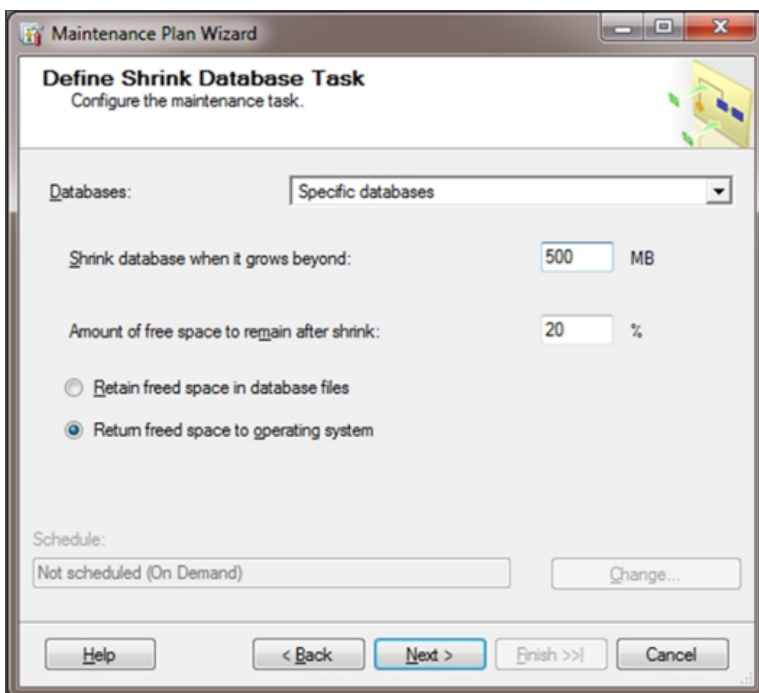 Maintenance Plan Wizard
Define Shrink Database Task
Configure the maintenance task.
Databases: Specific databases
Shrink database when it grows beyond: 500 MB
Amount of free space to remain after shrink: 20 %
Retain freed space in database files
Return freed space to operating system
Schedule:
Not scheduled (On Demand) Change...
Help < Back Next > Finish >>| Cancel